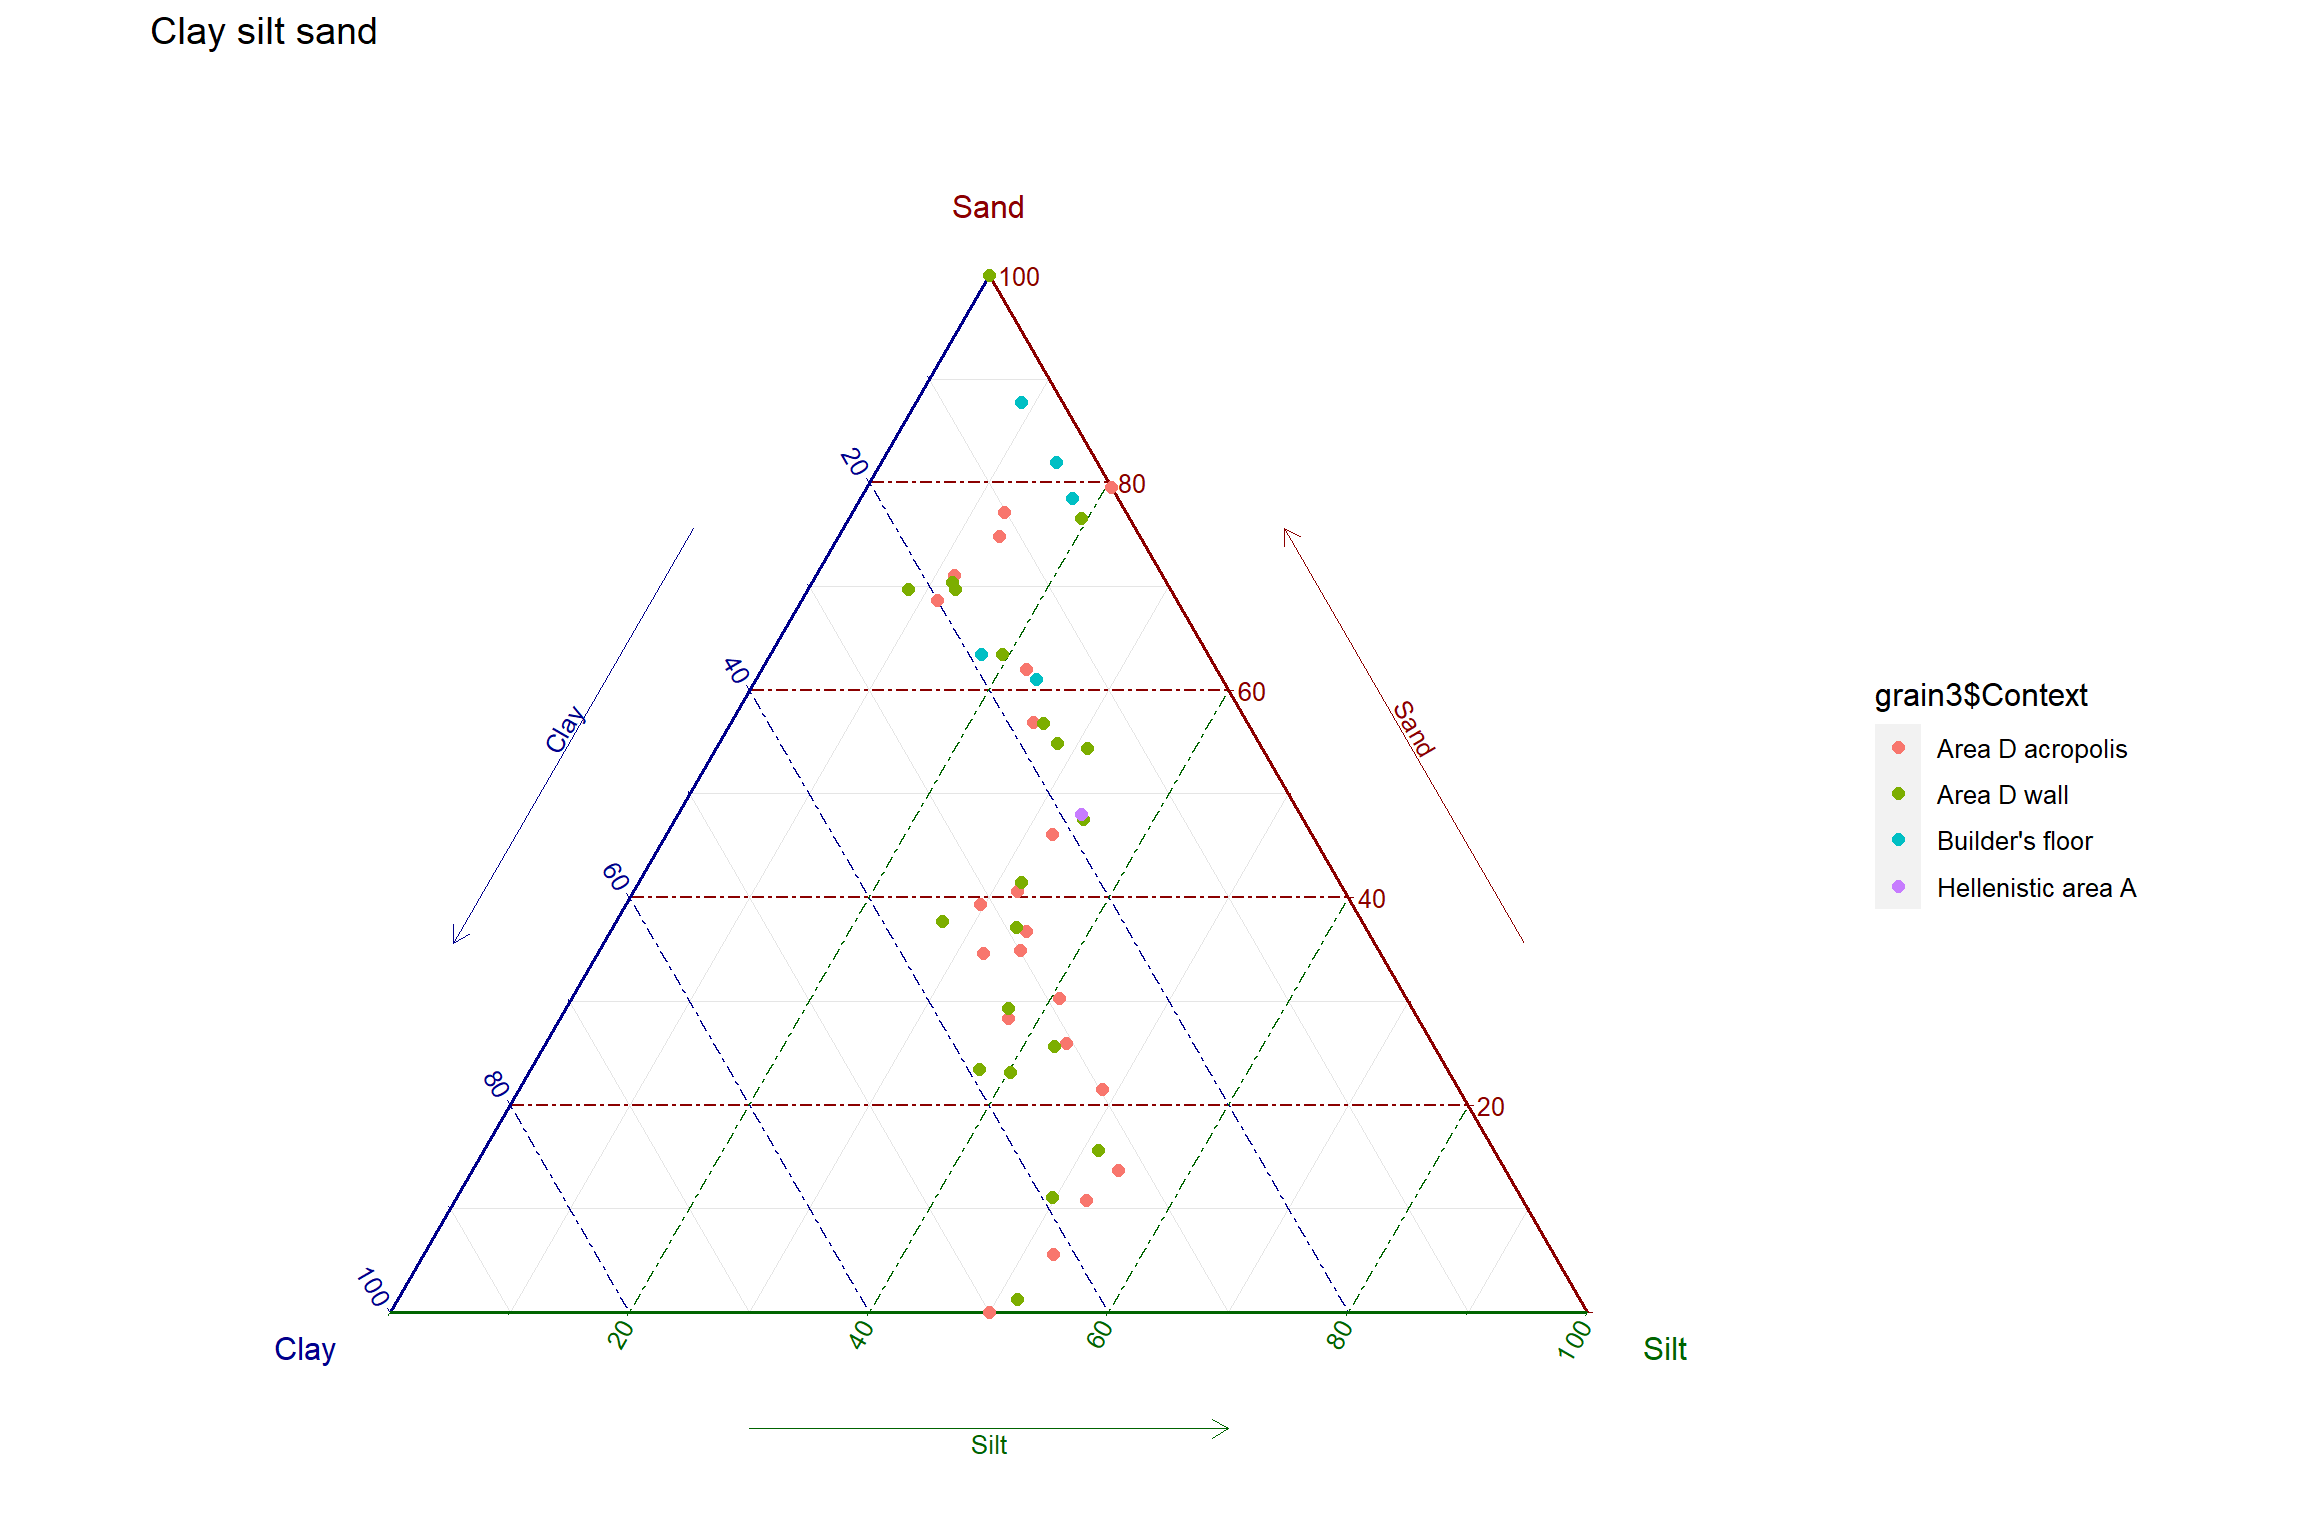 Clay silt sand
Sand
100
20
80
40
60
Clay
Sand
60
40
80
20
100
20
40
60
80
100
Clay
Silt
Silt
grain3$Context
Area D acropolis
Area D wall
Builder's floor
Hellenistic area A